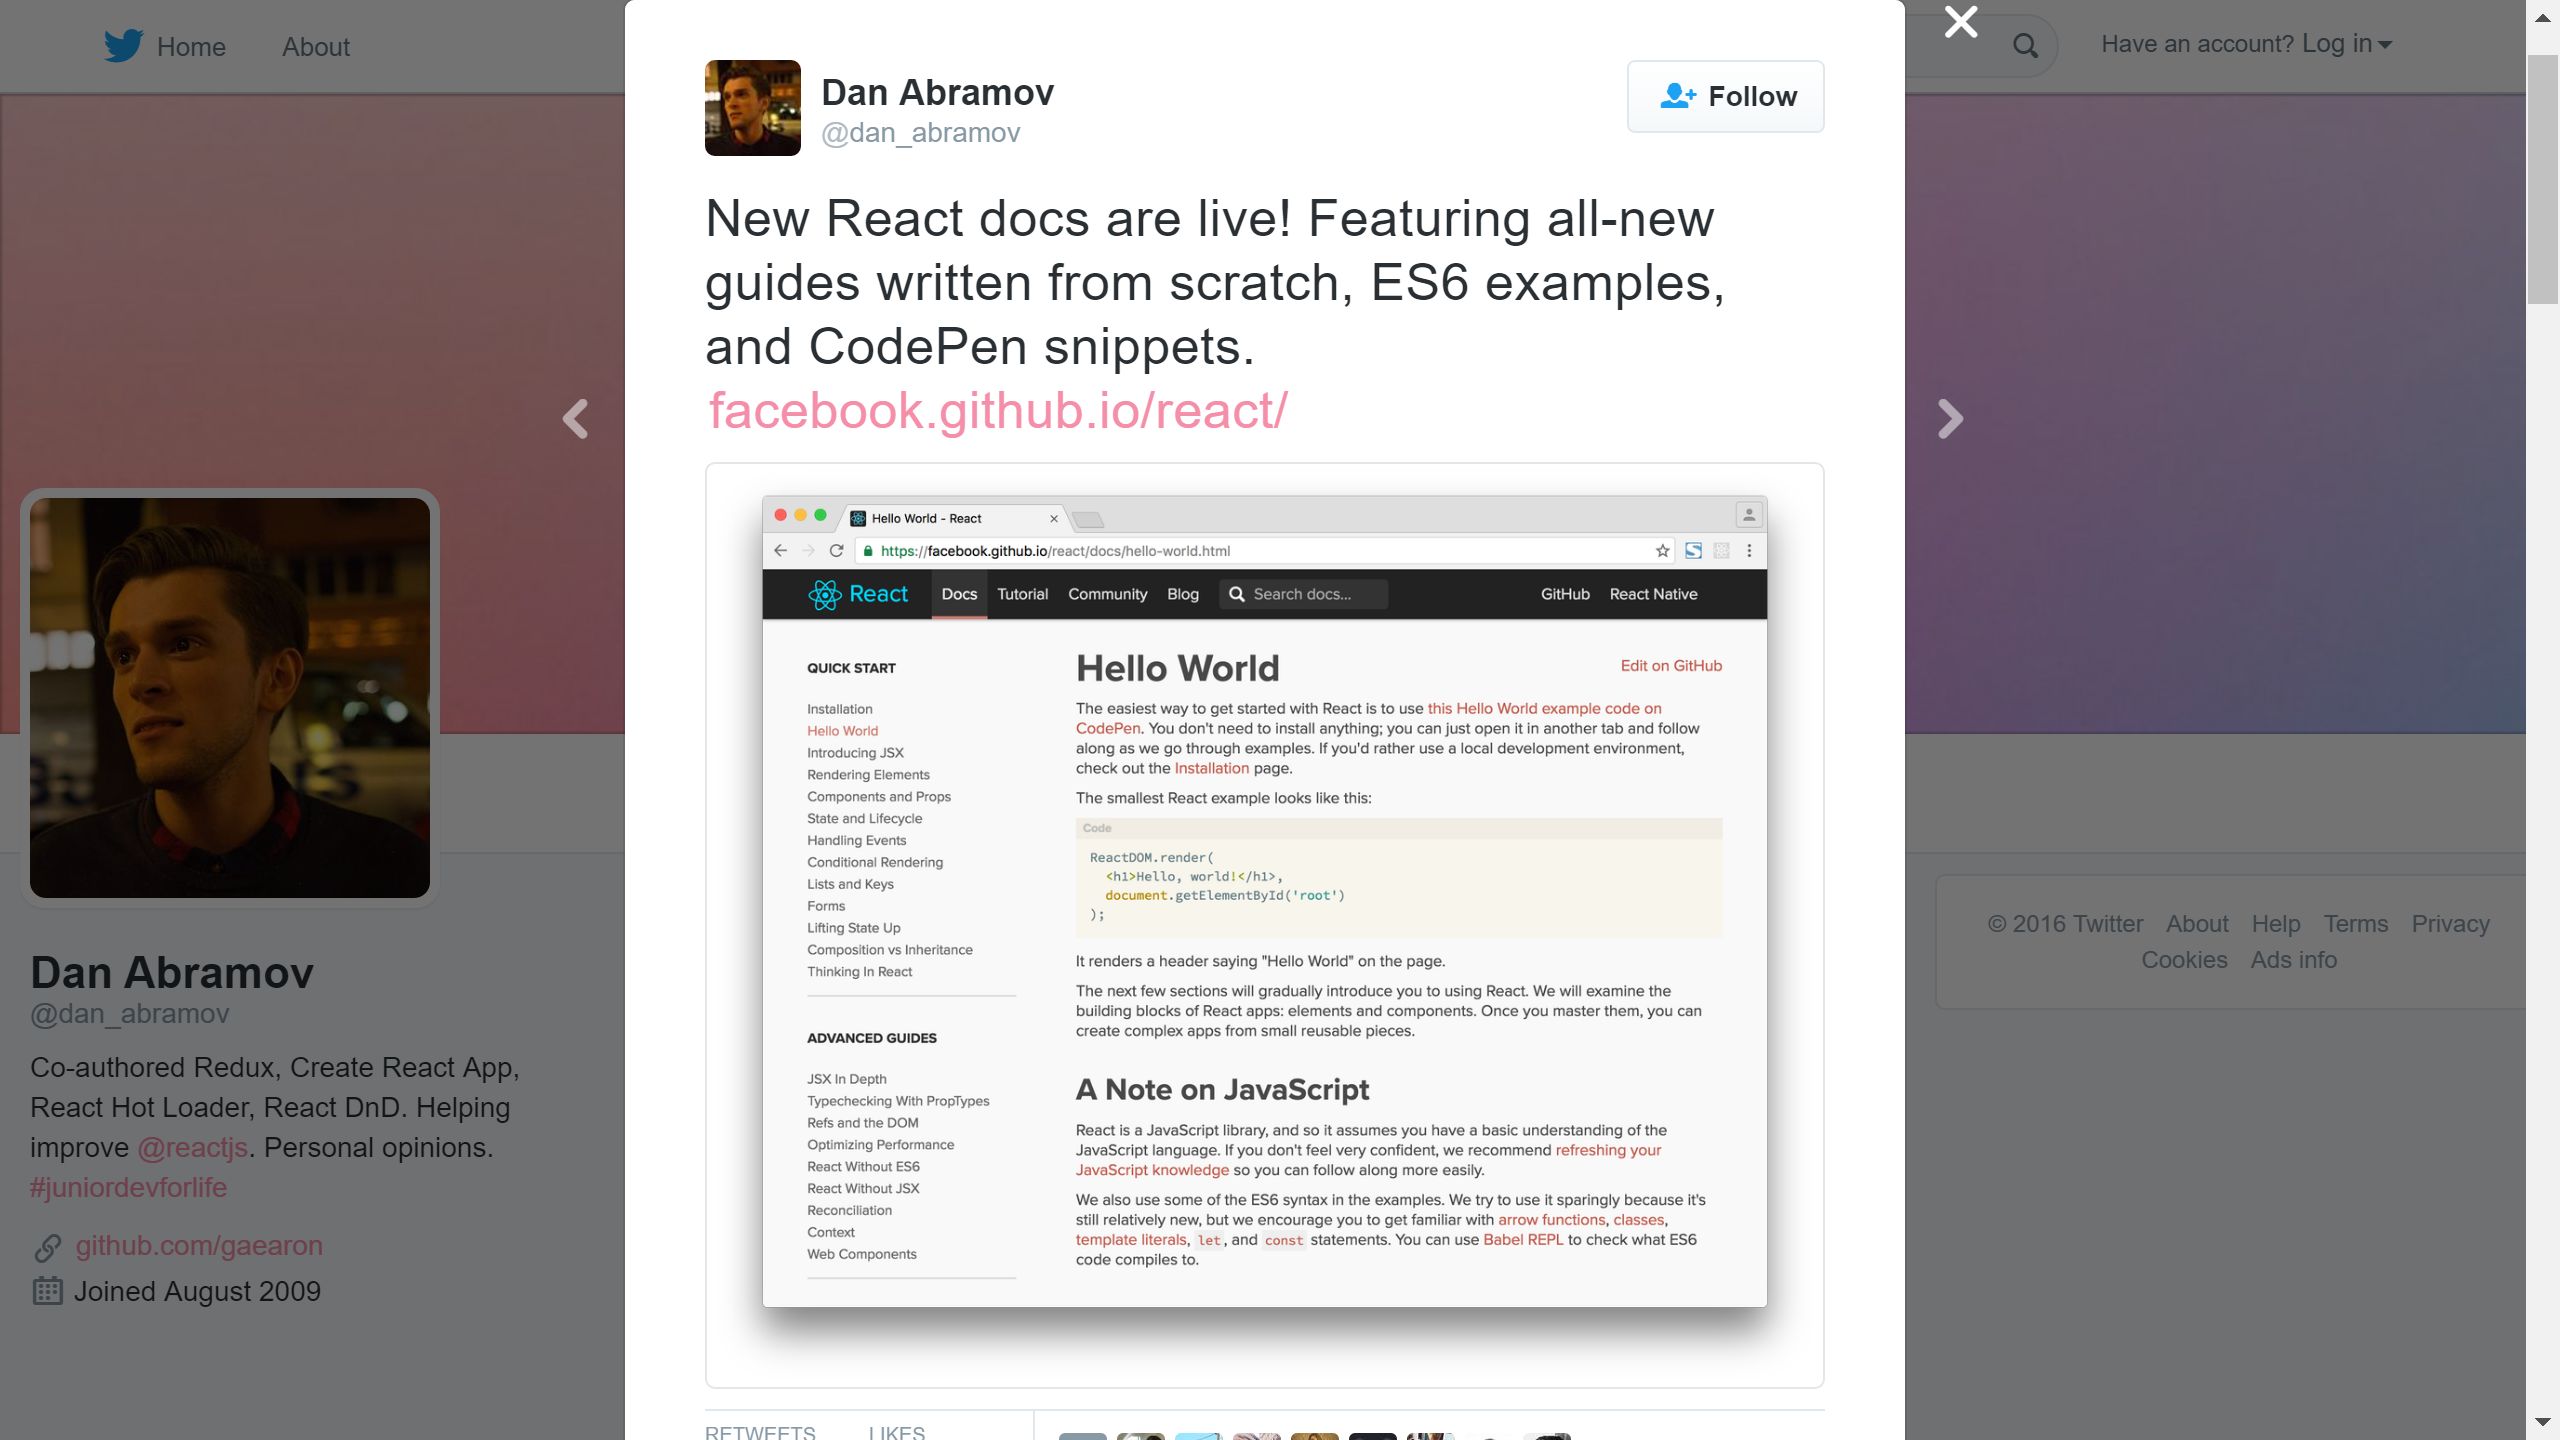 Home About
Have an account? Log in
Dan Abramov
@dan_abramov
Follow
New React docs are live! Featuring all-new
guides written from scratch, ES6 examples,
and CodePen snippets.
facebook.github.io/react/
Hello World - React
https://facebook.github.io/react/docs/hello-world.html
React Docs Tutorial Community Blog Search docs... GitHub React Native
QUICK START
Installation
Hello World
Introducing JSX
Rendering Elements
Components and Props
State and Lifecycle
Handling Events
Conditional Rendering
Lists and Keys
Forms
Lifting State Up
Composition vs Inheritance
Thinking In React
ADVANCED GUIDES
JSX In Depth
Typechecking With PropTypes
Refs and the DOM
Optimizing Performance
React Without ES6
React Without JSX
Reconciliation
Context
Web Components
Hello World
Edit on GitHub
The easiest way to get started with React is to use this Hello World example code on
CodePen. You don't need to install anything; you can just open it in another tab and follow
along as we go through examples. If you'd rather use a local development environment,
check out the Installation page.
The smallest React example looks like this:
Code
ReactDOM.render(
<h1>Hello, world!</h1>,
document.getElementById('root')
);
It renders a header saying "Hello World" on the page.
The next few sections will gradually introduce you to using React. We will examine the
building blocks of React apps: elements and components. Once you master them, you can
create complex apps from small reusable pieces.
A Note on JavaScript
React is a JavaScript library, and so it assumes you have a basic understanding of the
JavaScript language. If you don't feel very confident, we recommend refreshing your
JavaScript knowledge so you can follow along more easily.
We also use some of the ES6 syntax in the examples. We try to use it sparingly because it's
still relatively new, but we encourage you to get familiar with arrow functions, classes,
template literals, let, and const statements. You can use Babel REPL to check what ES6
code compiles to.
RETWEETS LIKES
Dan Abramov
@dan_abramov
Co-authored Redux, Create React App,
React Hot Loader, React DnD. Helping
improve @reactjs. Personal opinions.
#juniordevforlife
github.com/gaearon
Joined August 2009
© 2016 Twitter About Help Terms Privacy
Cookies Ads info